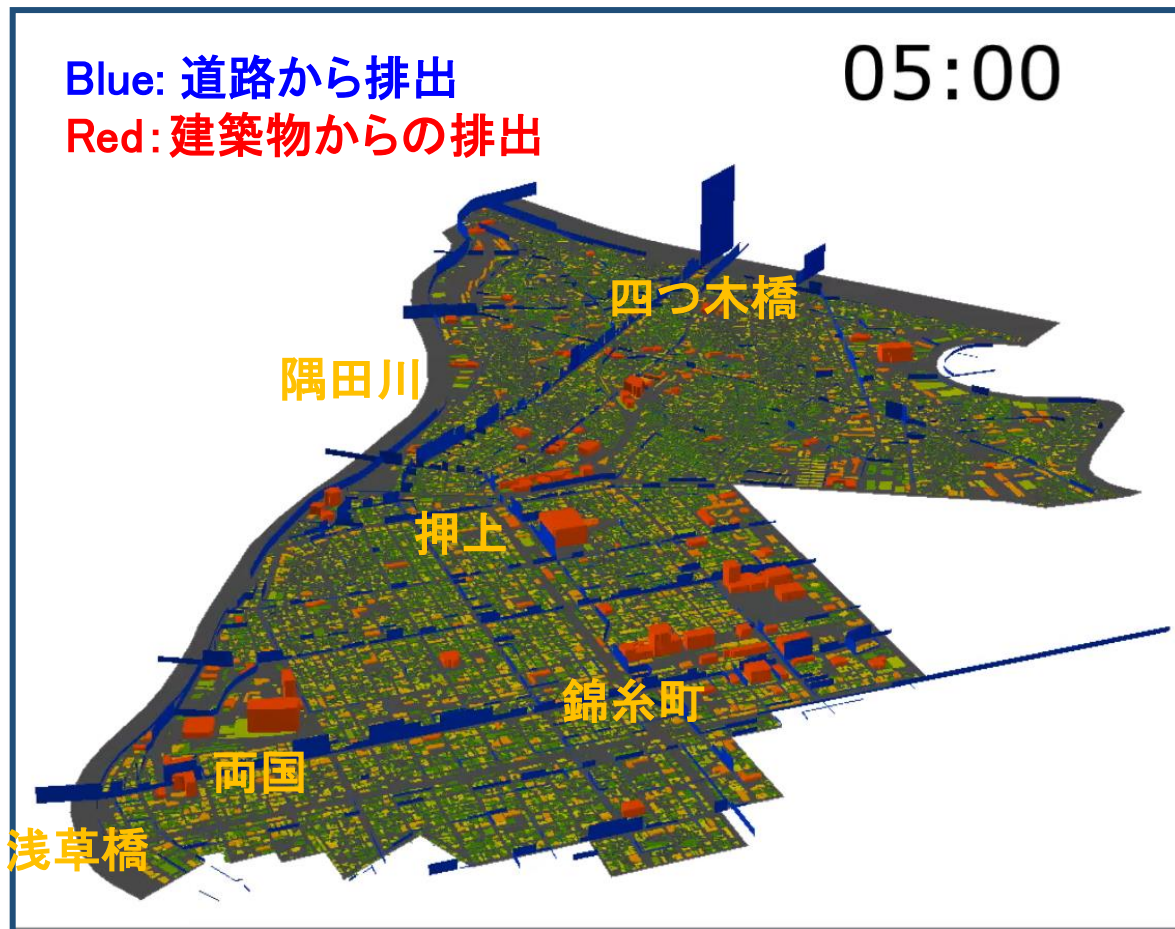 Blue: 道路から排出
Red：建築物からの排出
05:00
四つ木橋
隅田川
押上
錦糸町
両国
浅草橋